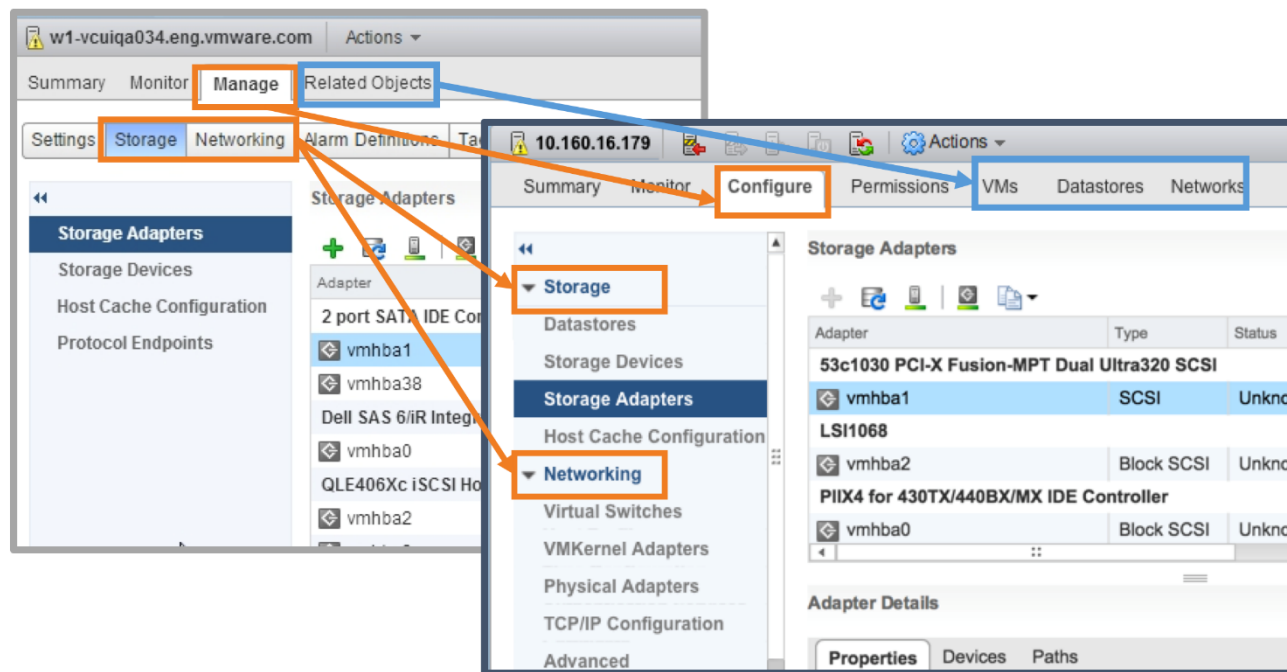 w1-vcuiqa034.eng.vmware.com Actions
Summary Monitor Manage Related Objects
Settings Storage Networking Alarm Definitions
Storage Adapters
Storage Devices
Host Cache Configuration
Protocol Endpoints
Storage Adapters
Adapter
2 port SATA IDE
vmhba1
vmhba38
Dell SAS 6/iR
vmhba0
QLE406Xc iSCSI
vmhba2
10.160.16.179 Actions
Summary Monitor Configure Permissions VMs Datastores Networks
Storage
Datastores
Storage Devices
Storage Adapters
Host Cache Configuration
Networking
Virtual Switches
VMKernel Adapters
Physical Adapters
TCP/IP Configuration
Advanced
Storage Adapters
Adapter Type Status
53c1030 PCI-X Fusion-MPT Dual Ultra320 SCSI
vmhba1 SCSI
LSI1068
vmhba2 Block SCSI
PIIX4 for 430TX/440BX/MX IDE Controller
vmhba0 Block SCSI
Adapter Details
Properties Devices Paths